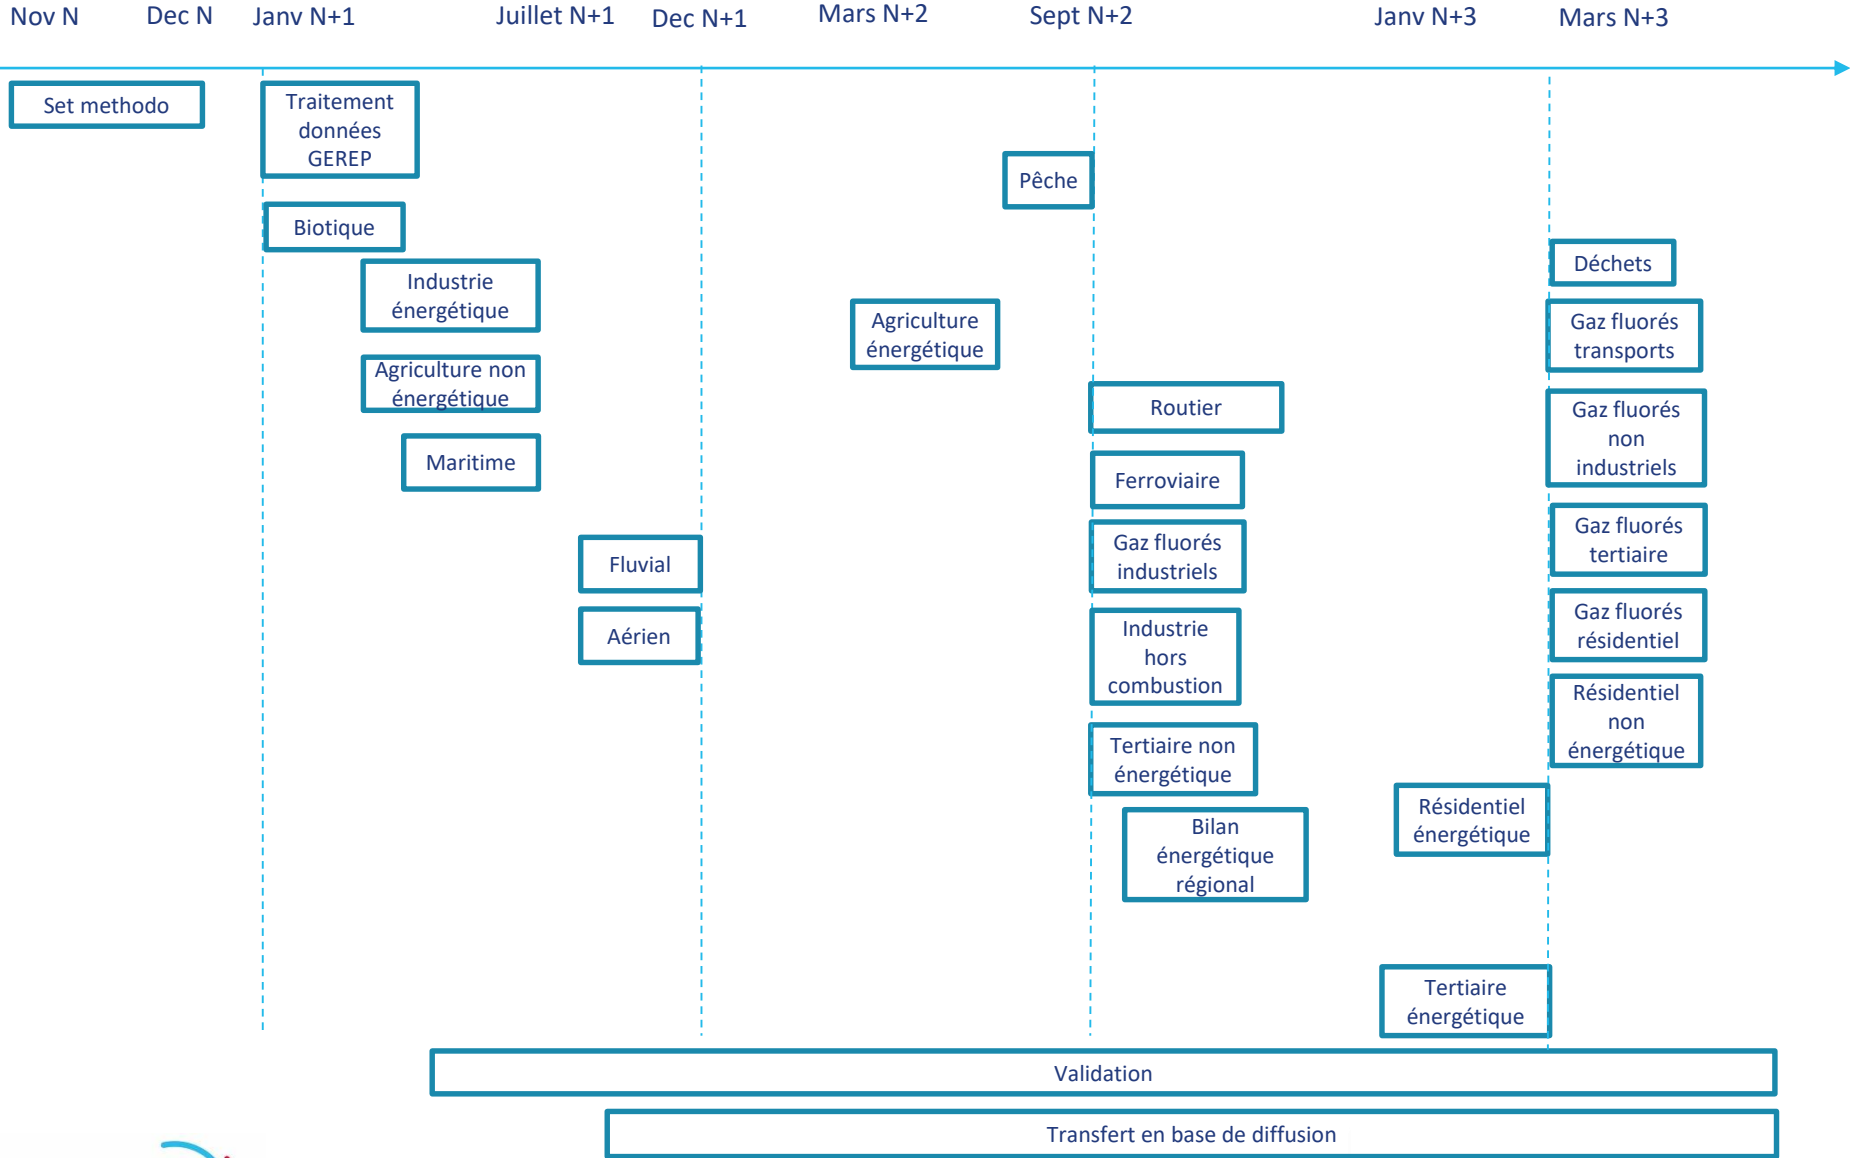 Nov N
Dec N
Janv N+1
Juillet N+1
Dec N+1
Mars N+2
Sept N+2
Janv N+3
Mars N+3
Set methodo
Traitement
données
GEREP
Biotique
Industrie
énergétique
Agriculture non
énergétique
Maritime
Fluvial
Aérien
Pêche
Agriculture
énergétique
Routier
Ferroviaire
Gaz fluorés
industriels
Industrie
hors
combustion
Tertiaire non
énergétique
Bilan
énergétique
régional
Déchets
Gaz fluorés
transports
Gaz fluorés
non
industriels
Gaz fluorés
tertiaire
Gaz fluorés
résidentiel
Résidentiel
non
énergétique
Résidentiel
énergétique
Tertiaire
énergétique
Validation
Transfert en base de diffusion